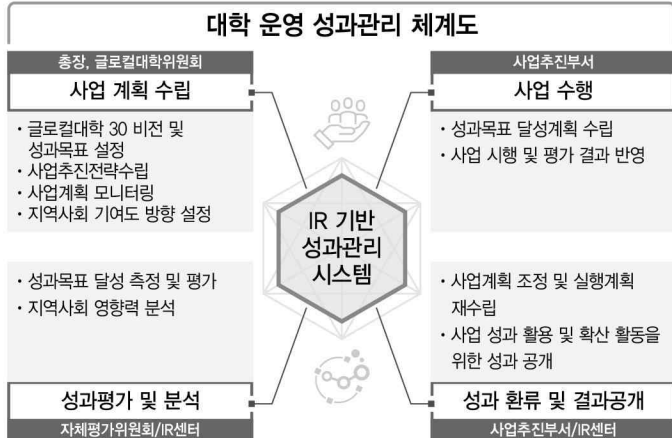 대학 운영 성과관리 체계도
총장, 글로컬대학위원회
사업 계획 수립
· 글로컬대학 30 비전 및
성과목표 설정
· 사업추진전략수립
· 사업계획 모니터링
· 지역사회 기여도 방향 설정
사업추진부서
사업 수행
· 성과목표 달성계획 수립
· 사업 시행 및 평가 결과 반영
IR 기반
성과관리
시스템
· 성과목표 달성 측정 및 평가
· 지역사회 영향력 분석
성과평가 및 분석
자체평가위원회/IR센터
· 사업계획 조정 및 실행계획
재수립
· 사업 성과 활용 및 확산 활동을
위한 성과 공개
성과 환류 및 결과공개
사업추진부서/IR센터